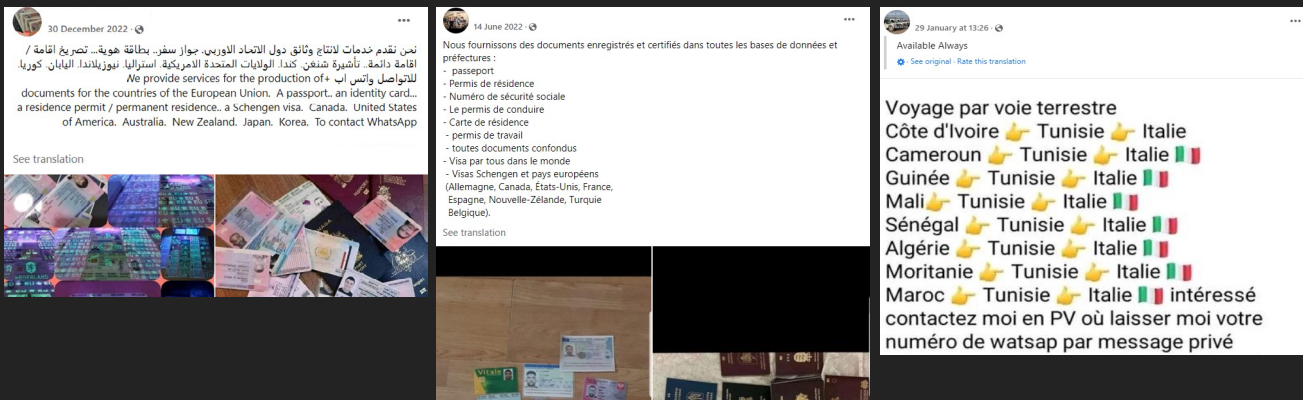 30 December 2022
نحن نقدم خدمات لانتاج وثائق دول الاتحاد الاوربي. جواز سفر.. بطاقة هوية... تصريح اقامة /
اقامة دائمة.. تأشيرة شنغن. كندا. الولايات المتحدة الامريكية. استراليا. نيوزيلاندا. اليابان. كوريا.
للاتواصل واتس اب +We provide services for the production of
documents for the countries of the European Union. A passport.. an identity card...
a residence permit / permanent residence.. a Schengen visa. Canada. United States
of America. Australia. New Zealand. Japan. Korea. To contact WhatsApp
See translation
14 June 2022
Nous fournissons des documents enregistrés et certifiés dans toutes les bases de données et
préfectures :
- passeport
- Permis de résidence
- Numéro de sécurité sociale
- Le permis de conduire
- Carte de résidence
- permis de travail
- toutes documents confondus
- Visa par tous dans le monde
- Visas Schengen et pays européens
(Allemagne, Canada, États-Unis, France,
Espagne, Nouvelle-Zélande, Turquie
Belgique).
See translation
Vitale
29 January at 13:26
Available Always
See original · Rate this translation
Voyage par voie terrestre
Côte d'Ivoire 👉 Tunisie 👉 Italie
Cameroun 👉 Tunisie 👉 Italie 🇮🇹
Guinée 👉 Tunisie 👉 Italie 🇮🇹
Mali 👉 Tunisie 👉 Italie 🇮🇹
Sénégal 👉 Tunisie 👉 Italie 🇮🇹
Algérie 👉 Tunisie 👉 Italie 🇮🇹
Moritanie 👉 Tunisie 👉 Italie 🇮🇹
Maroc 👉 Tunisie 👉 Italie 🇮🇹 intéressé
contactez moi en PV où laisser moi votre
numéro de watsap par message privé